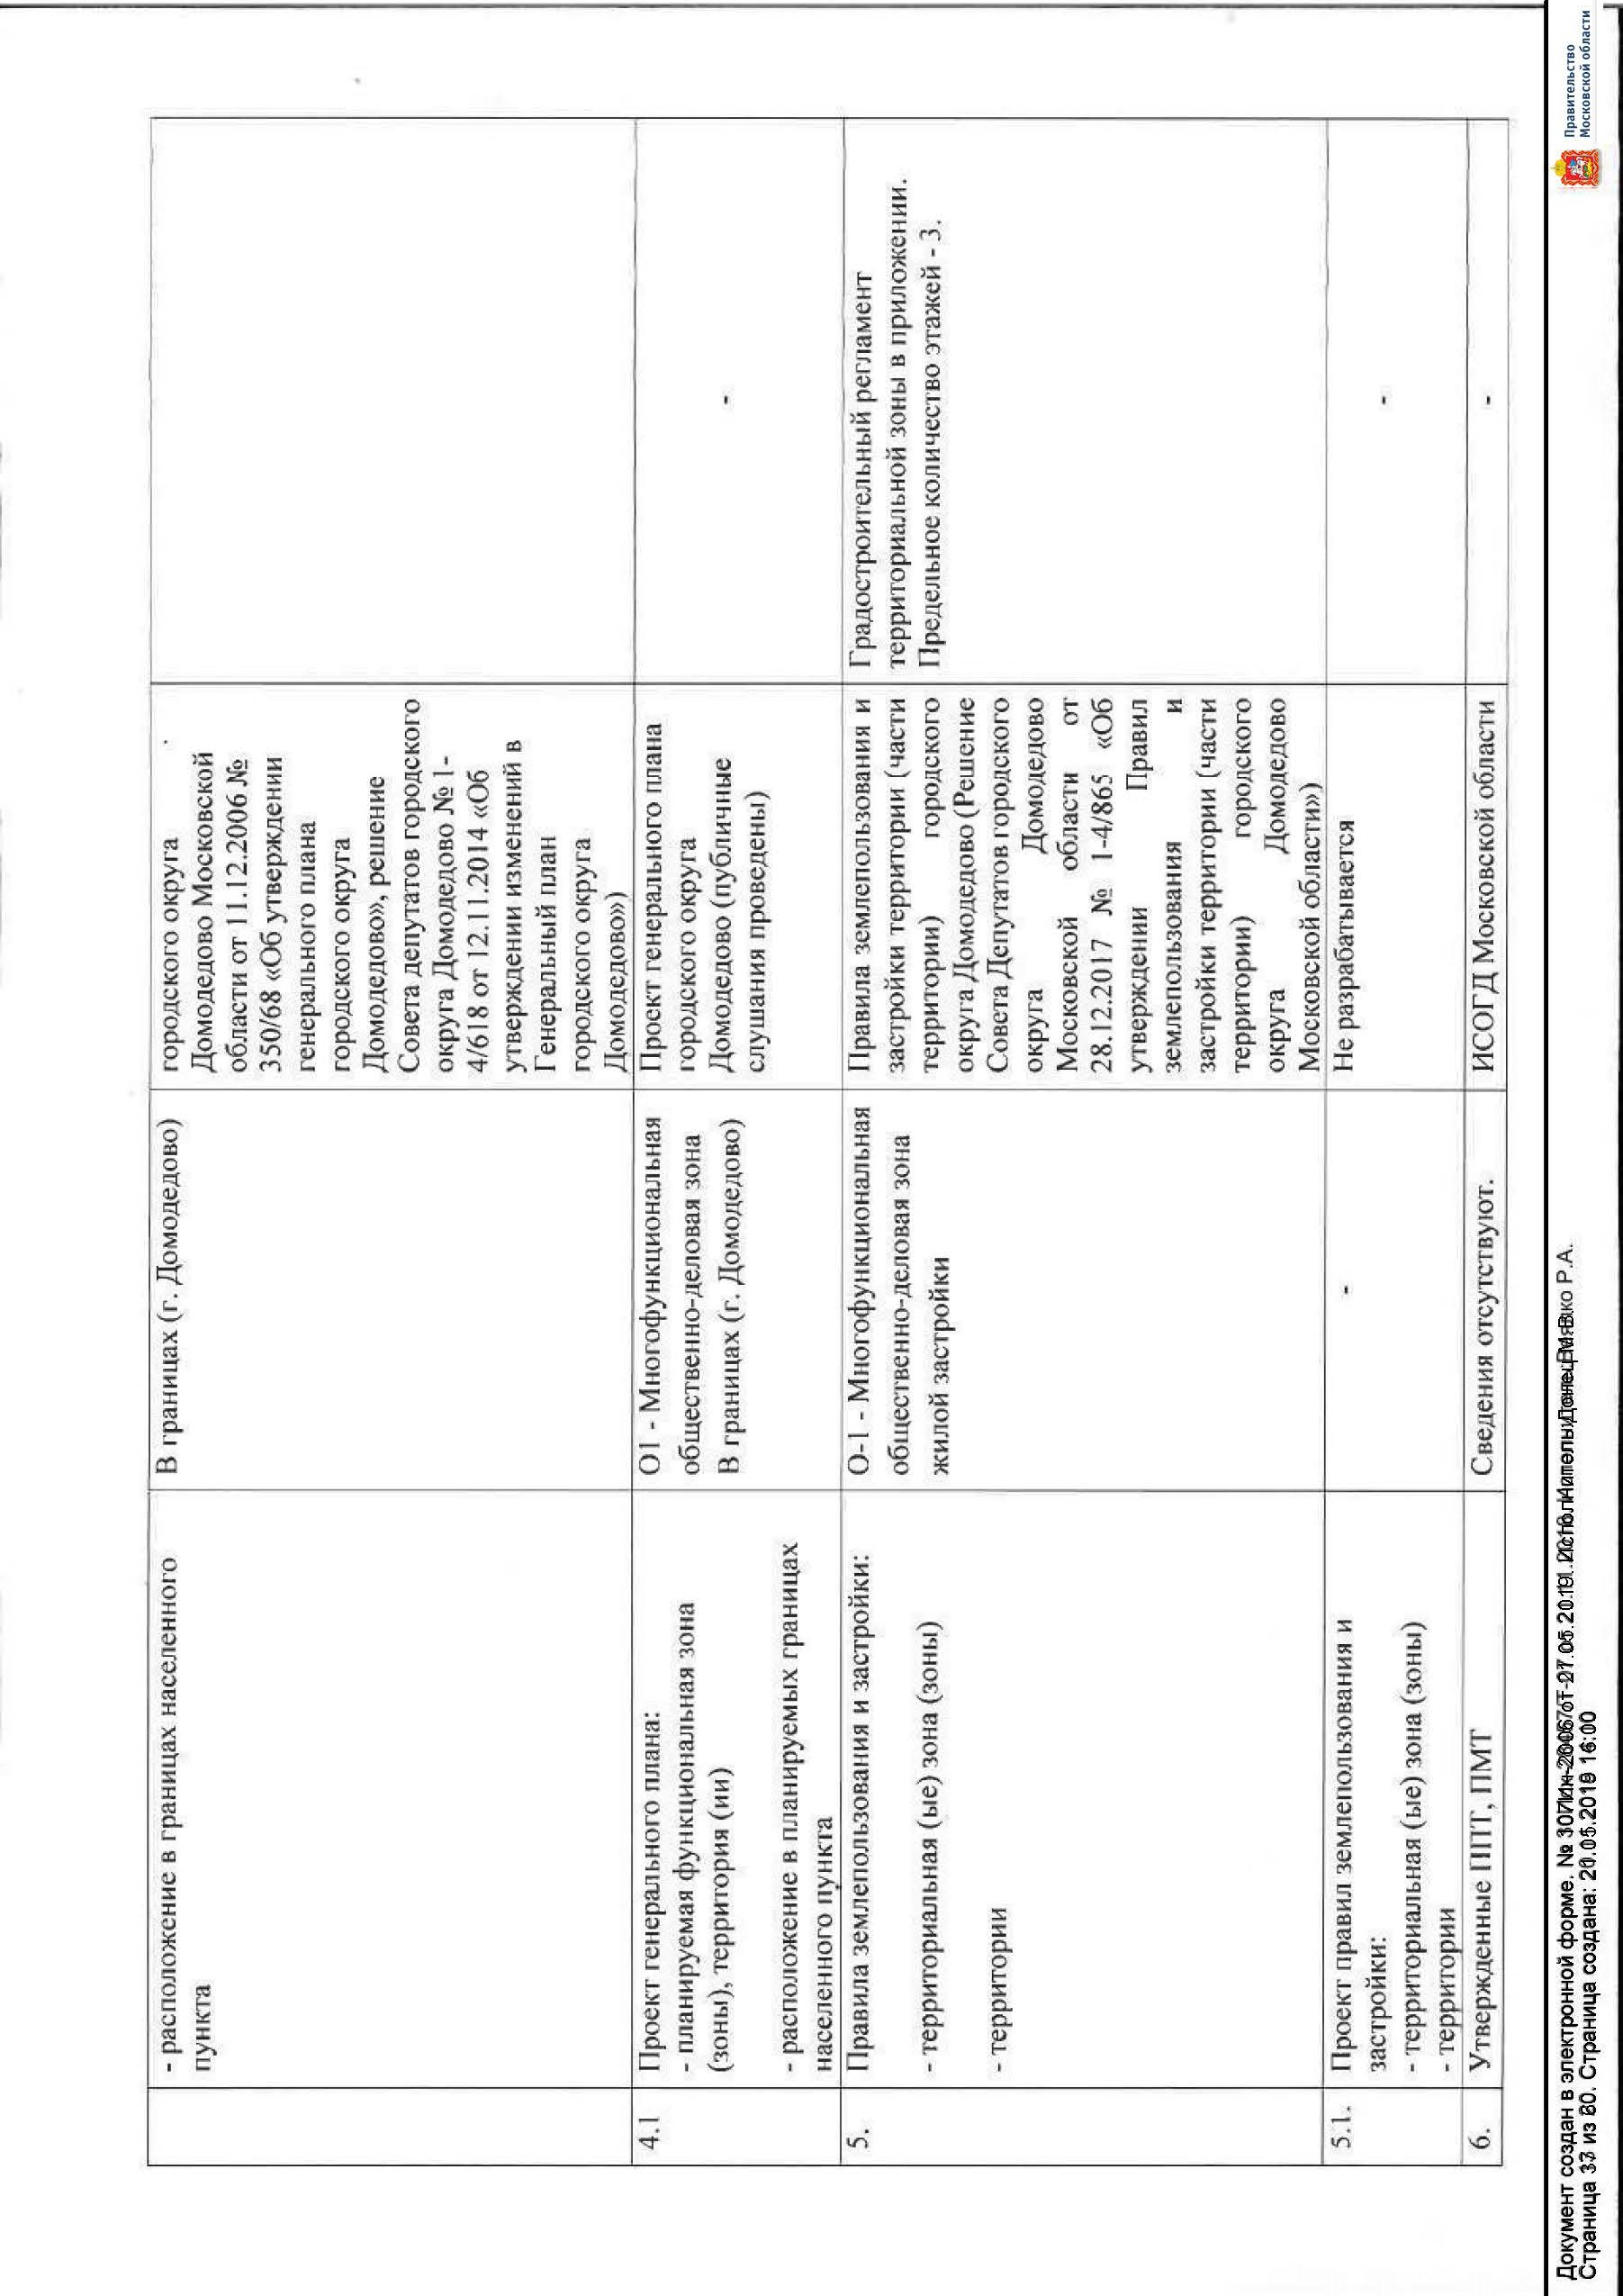 - расположение в границах населенного
пункта
В границах (г. Домодедово)
городского округа
Домодедово Московской
области от 11.12.2006 №
350/68 «Об утверждении
генерального плана
городского округа
Домодедово», решение
Совета депутатов городского
округа Домодедово № 1-
4/618 от 12.11.2014 «Об
утверждении изменений в
Генеральный план
городского округа
Домодедово»)
4.1
Проект генерального плана:
- планируемая функциональная зона
(зоны), территория (ии)
- расположение в планируемых границах
населенного пункта
О1 - Многофункциональная
общественно-деловая зона
В границах (г. Домодедово)
Проект генерального плана
городского округа
Домодедово (публичные
слушания проведены)
-
5.
Правила землепользования и застройки:
- территориальная (ые) зона (зоны)
- территории
О-1 - Многофункциональная
общественно-деловая зона
жилой застройки
Правила землепользования и
застройки территории (части
территории) городского
округа Домодедово (Решение
Совета Депутатов городского
округа Домодедово
Московской области от
28.12.2017 № 1-4/865 «Об
утверждении Правил
землепользования и
застройки территории (части
территории) городского
округа Домодедово
Московской области»)
Градостроительный регламент
территориальной зоны в приложении.
Предельное количество этажей - 3.
5.1.
Проект правил землепользования и
застройки:
- территориальная (ые) зона (зоны)
- территории
-
Не разрабатывается
-
6.
Утвержденные ППТ, ПМТ
Сведения отсутствуют.
ИСОГД Московской области
-
Документ создан в электронной форме. №
Страница из Страница создана: 16:00
Правительство
Московской области